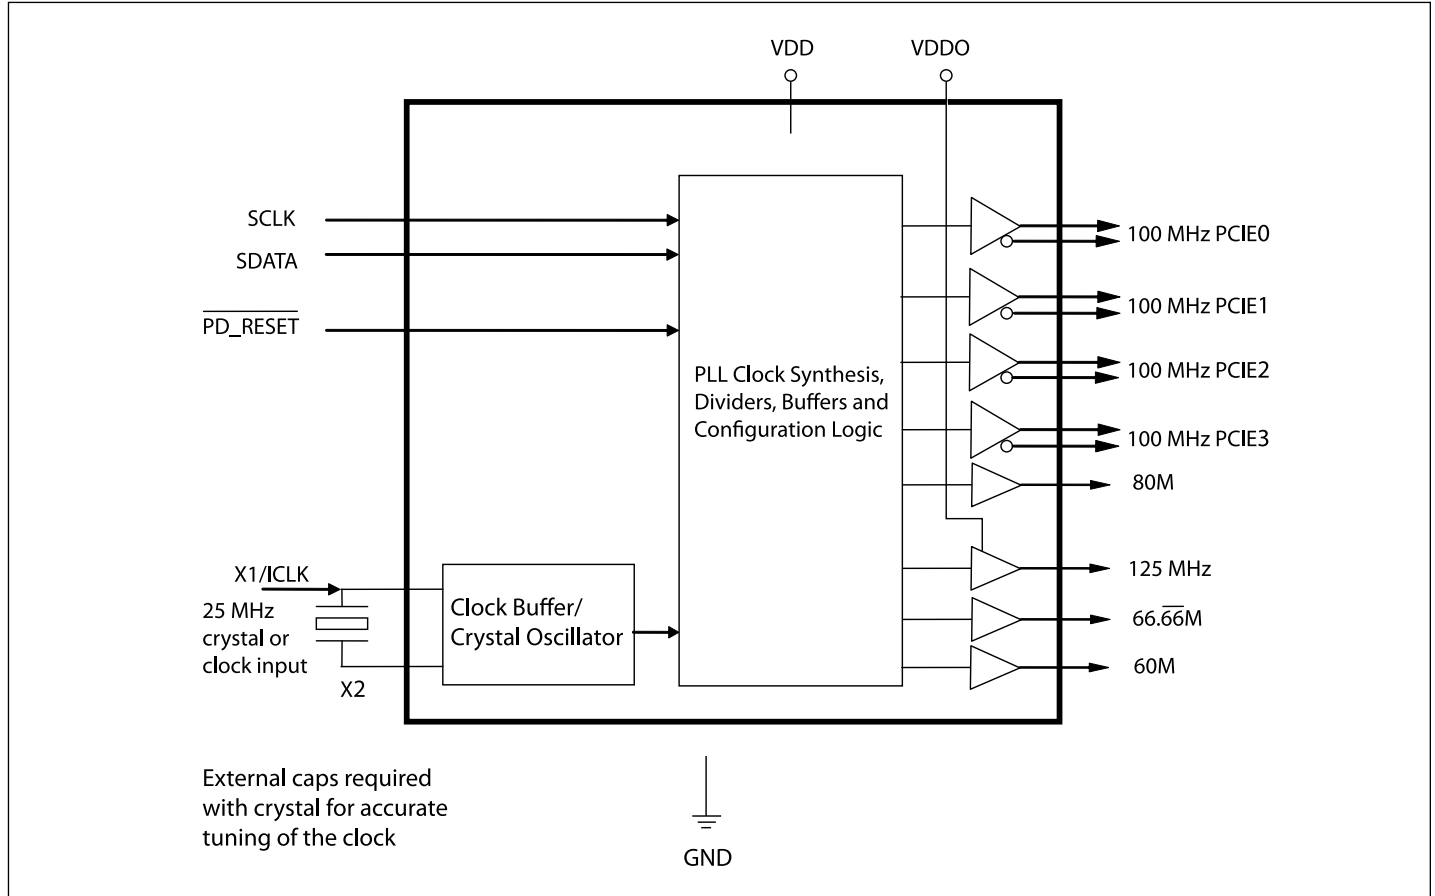 VDD
VDDO
SCLK
SDATA
PD_RESET
PLL Clock Synthesis,
Dividers, Buffers and
Configuration Logic
100 MHz PCIE0
100 MHz PCIE1
100 MHz PCIE2
100 MHz PCIE3
80M
125 MHz
66.66M
60M
X1/ICLK
25 MHz
crystal or
clock input
X2
Clock Buffer/
Crystal Oscillator
External caps required
with crystal for accurate
tuning of the clock
GND